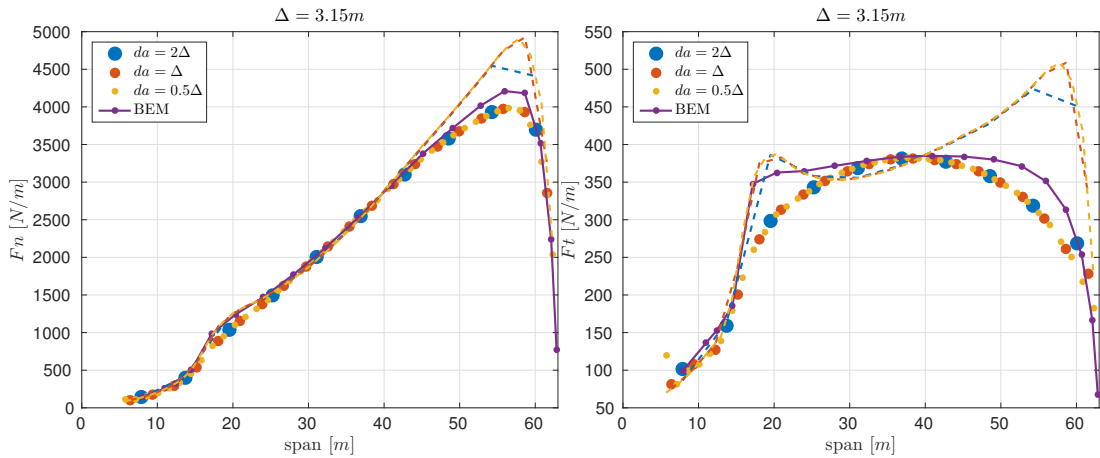 Δ = 3.15m
Fn [N/m]
5000
4500
4000
3500
3000
2500
2000
1500
1000
500
0
da = 2Δ
da = Δ
da = 0.5Δ
BEM
0 10 20 30 40 50 60
span [m]
Δ = 3.15m
Ft [N/m]
550
500
450
400
350
300
250
200
150
100
50
da = 2Δ
da = Δ
da = 0.5Δ
BEM
0 10 20 30 40 50 60
span [m]